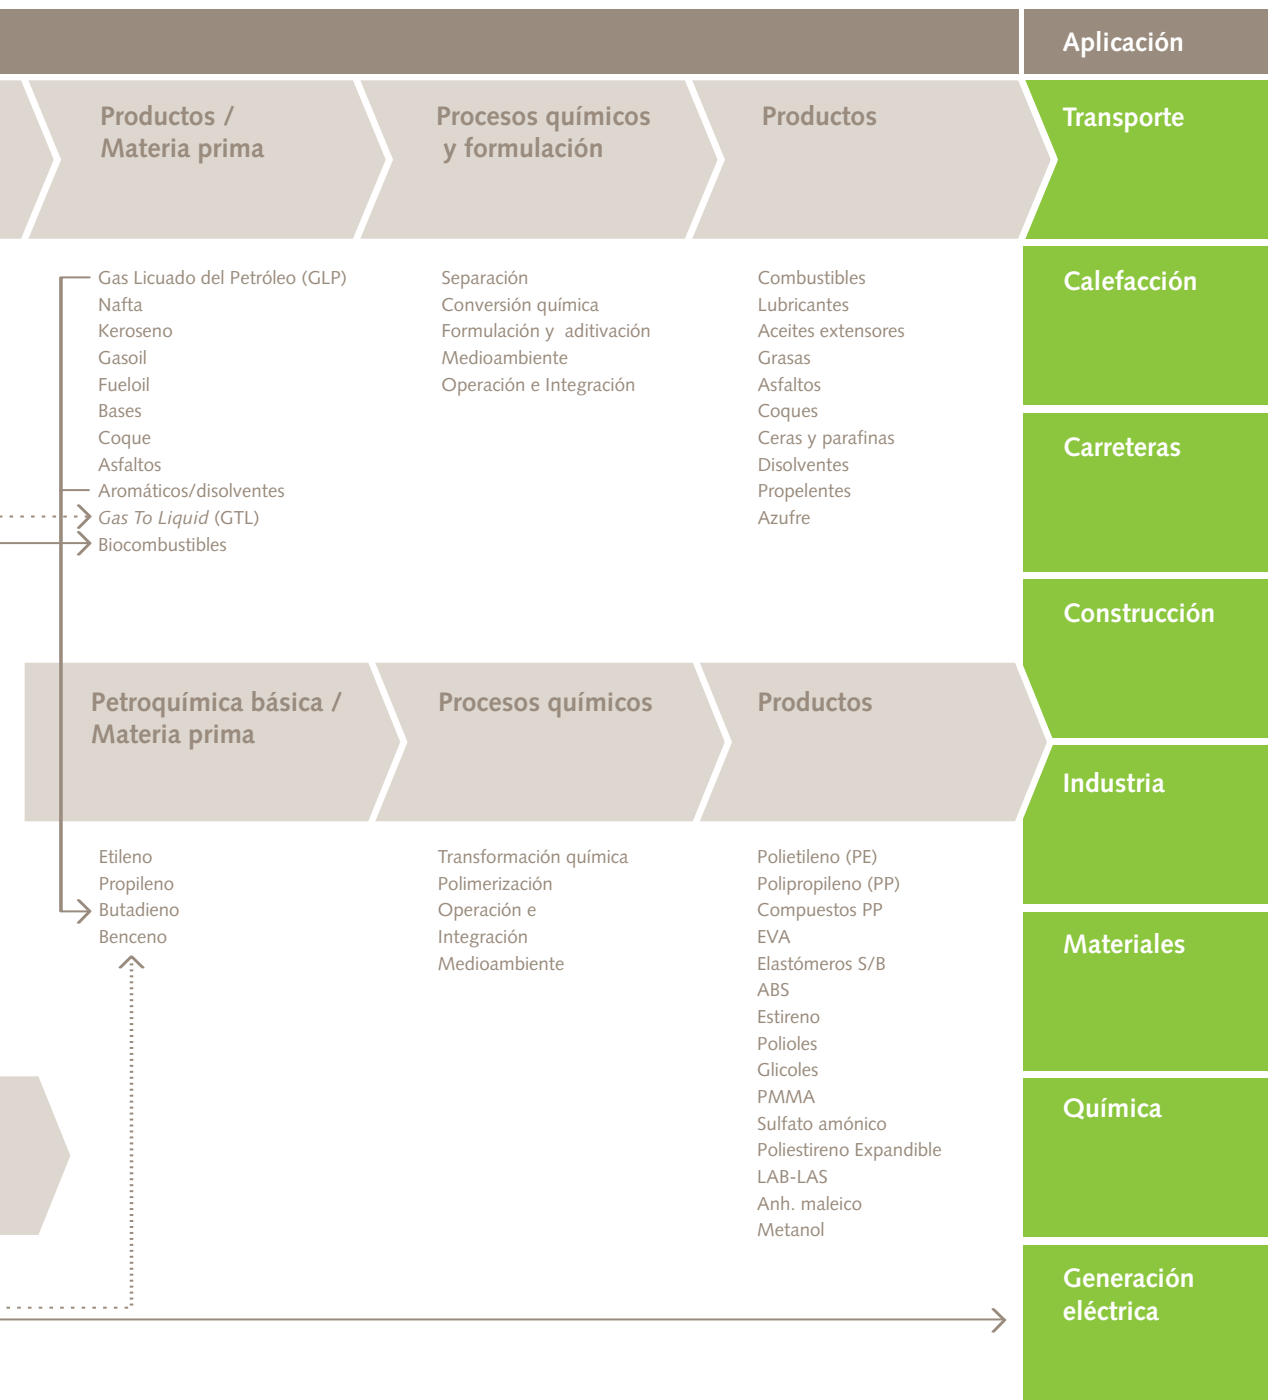 Aplicación
Productos /
Materia prima
Procesos químicos
y formulación
Productos
Transporte
Gas Licuado del Petróleo (GLP)
Nafta
Keroseno
Gasoil
Fueloil
Bases
Coque
Asfaltos
Aromáticos/disolventes
Gas To Liquid (GTL)
Biocombustibles
Separación
Conversión química
Formulación y aditivación
Medioambiente
Operación e Integración
Combustibles
Lubricantes
Aceites extensores
Grasas
Asfaltos
Coques
Ceras y parafinas
Disolventes
Propelentes
Azufre
Calefacción
Carreteras
Construcción
Petroquímica básica /
Materia prima
Procesos químicos
Productos
Industria
Etileno
Propileno
Butadieno
Benceno
Transformación química
Polimerización
Operación e
Integración
Medioambiente
Polietileno (PE)
Polipropileno (PP)
Compuestos PP
EVA
Elastómeros S/B
ABS
Estireno
Polioles
Glicoles
PMMA
Sulfato amónico
Poliestireno Expandible
LAB-LAS
Anh. maleico
Metanol
Materiales
Química
Generación
eléctrica